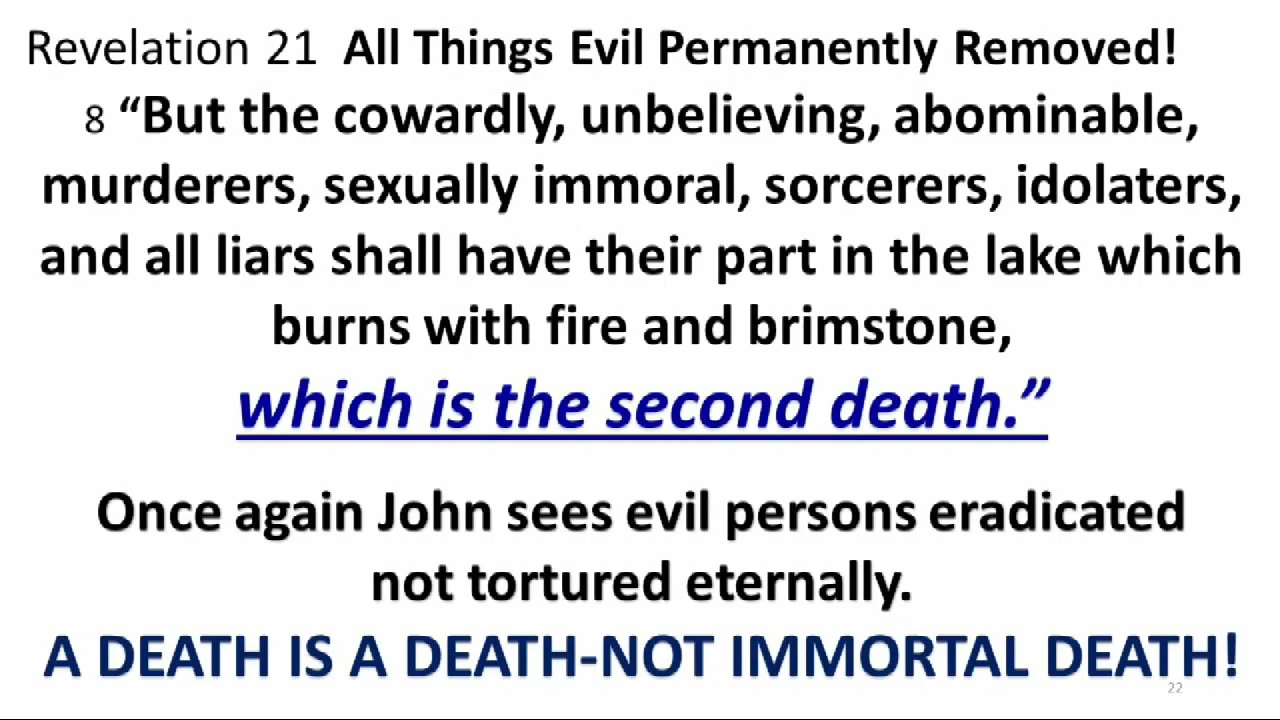 Revelation 21 All Things Evil Permanently Removed!
8 “But the cowardly, unbelieving, abominable,
murderers, sexually immoral, sorcerers, idolaters,
and all liars shall have their part in the lake which
burns with fire and brimstone,
which is the second death.”
Once again John sees evil persons eradicated
not tortured eternally.
A DEATH IS A DEATH-NOT IMMORTAL DEATH!
22